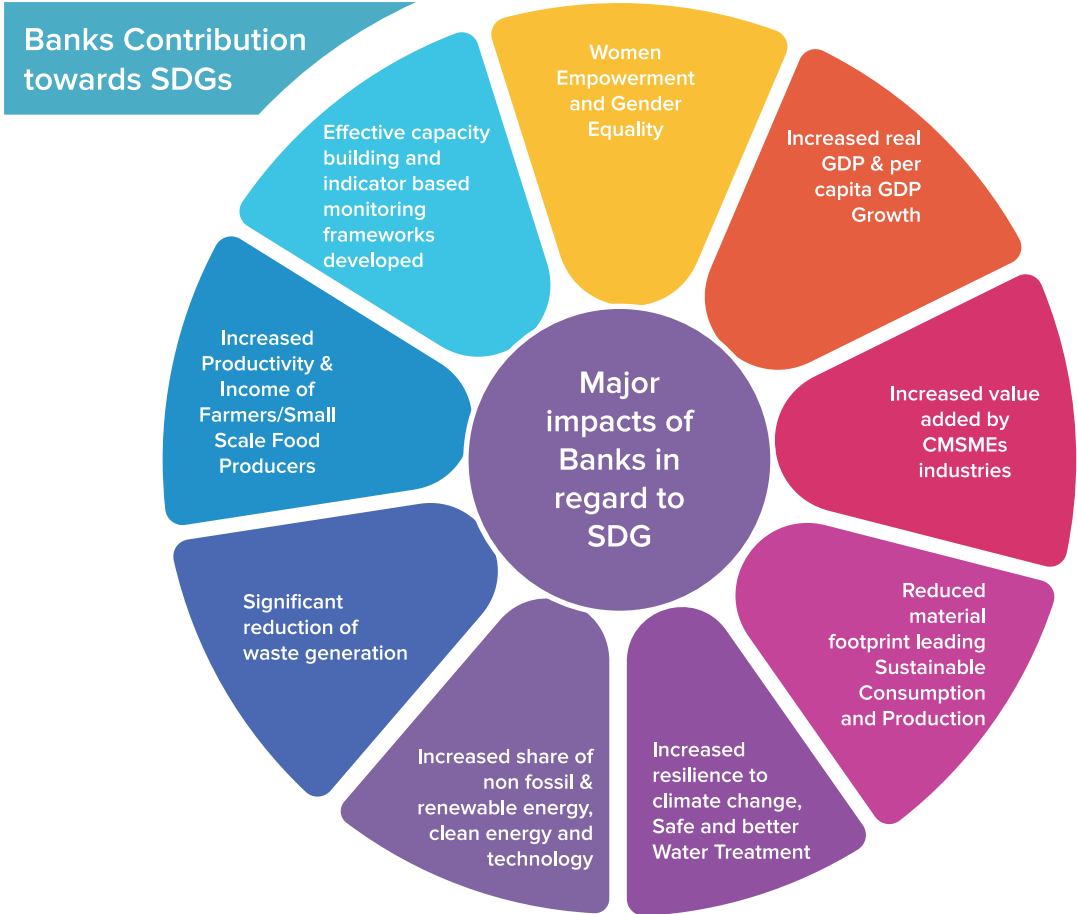 Banks Contribution
towards SDGs
Women
Empowerment
and Gender
Equality
Increased real
GDP & per
capita GDP
Growth
Increased value
added by
CMSMEs
industries
Reduced
material
footprint leading
Sustainable
Consumption
and Production
Increased
resilience to
climate change,
Safe and better
Water Treatment
Increased share of
non fossil &
renewable energy,
clean energy and
technology
Significant
reduction of
waste generation
Increased
Productivity &
Income of
Farmers/Small
Scale Food
Producers
Effective capacity
building and
indicator based
monitoring
frameworks
developed
Major
impacts of
Banks in
regard to
SDG